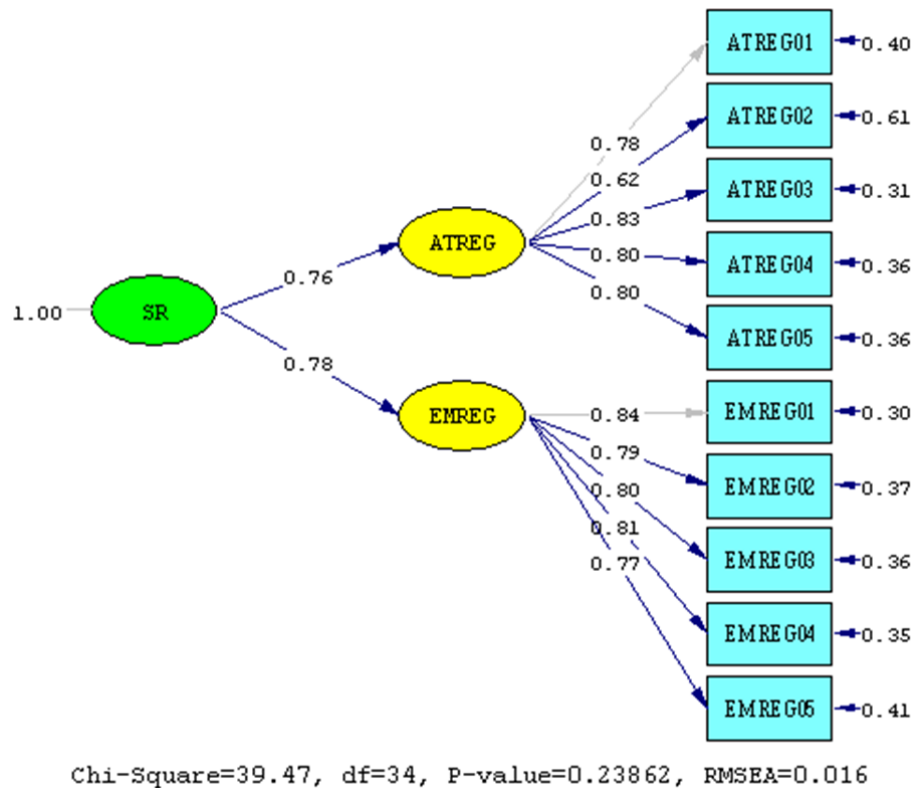 ATREG01
0.40
ATREG02
0.61
0.78
0.62
ATREG03
0.31
0.83
ATREG
0.80
ATREG04
0.36
0.76
0.80
1.00
SR
ATREG05
0.36
0.78
EMREG
0.84
EMREG01
0.30
0.79
EMREG02
0.37
0.80
0.81
EMREG03
0.36
0.77
EMREG04
0.35
EMREG05
0.41
Chi-Square=39.47, df=34, P-value=0.23862, RMSEA=0.016